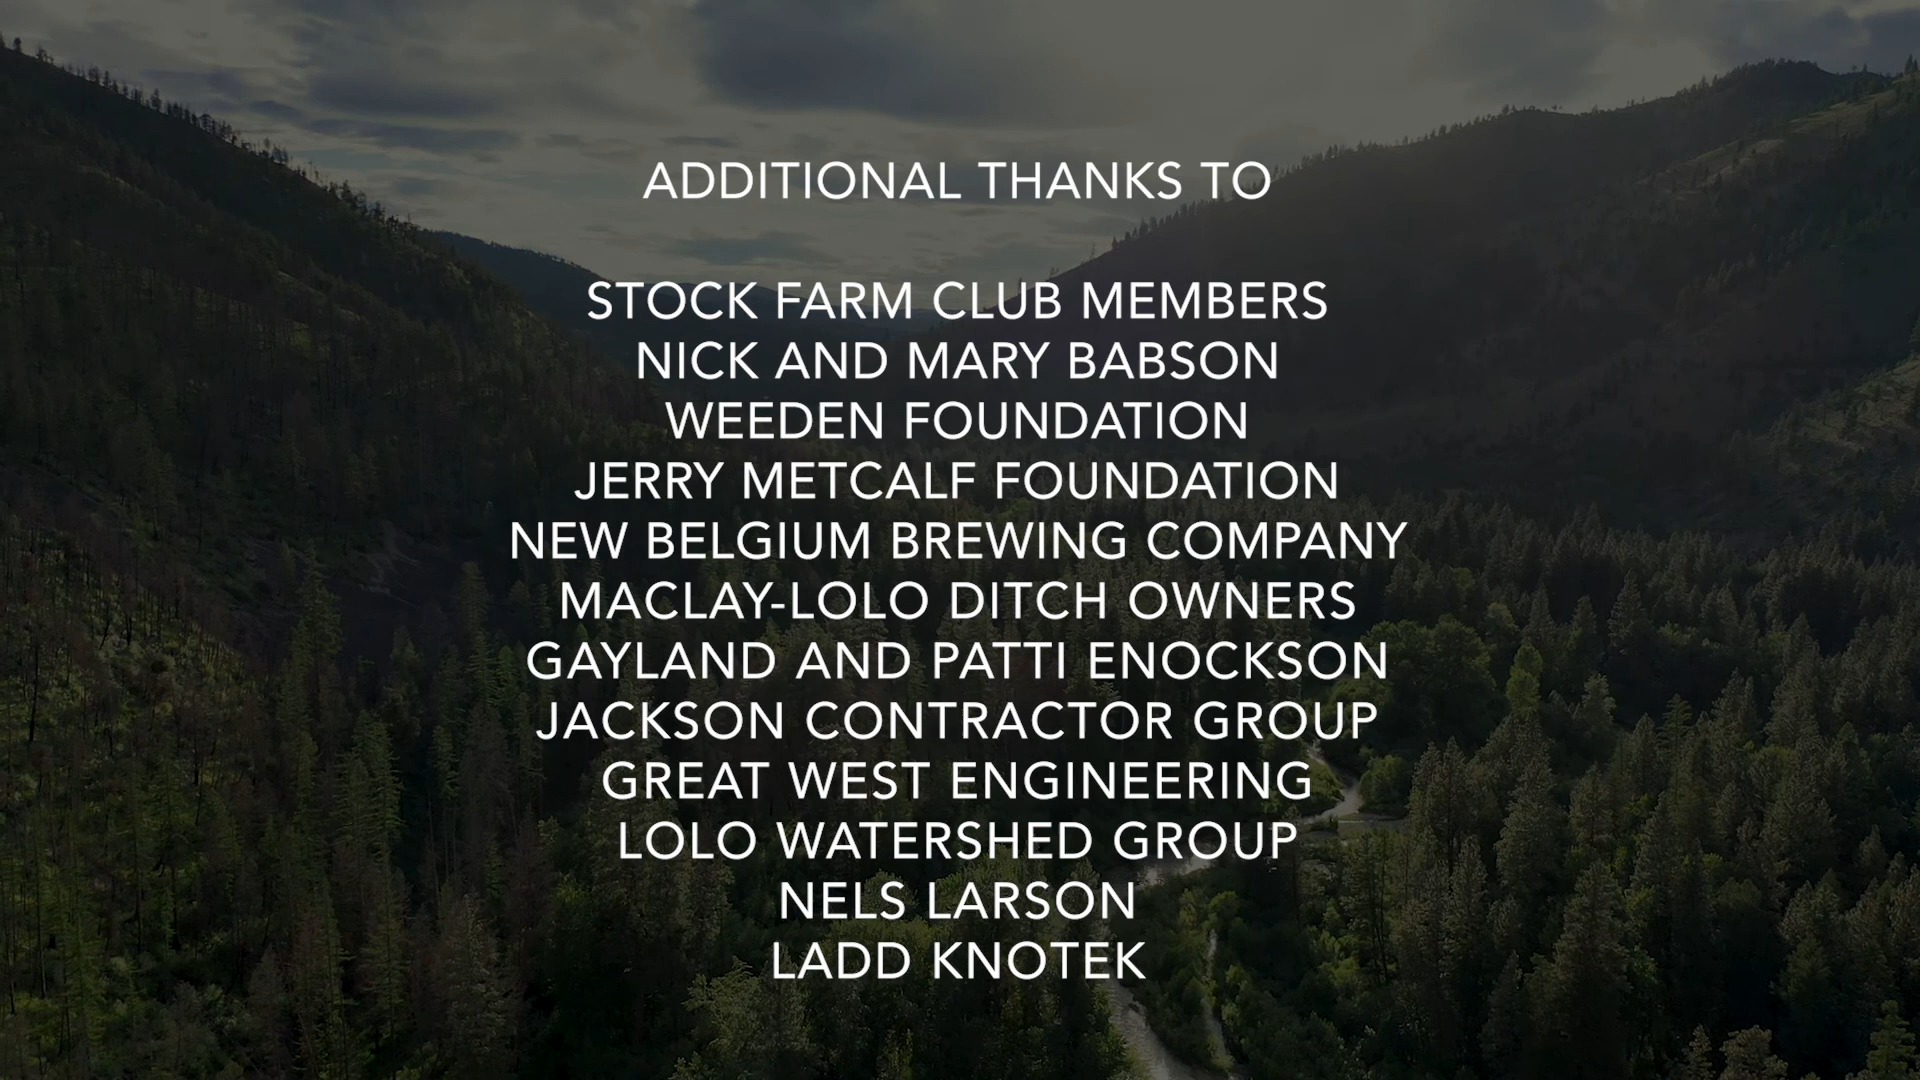 ADDITIONAL THANKS TO
STOCK FARM CLUB MEMBERS
NICK AND MARY BABSON
WEEDEN FOUNDATION
JERRY METCALF FOUNDATION
NEW BELGIUM BREWING COMPANY
MACLAY-LOLO DITCH OWNERS
GAYLAND AND PATTI ENOCKSON
JACKSON CONTRACTOR GROUP
GREAT WEST ENGINEERING
LOLO WATERSHED GROUP
NELS LARSON
LADD KNOTEK